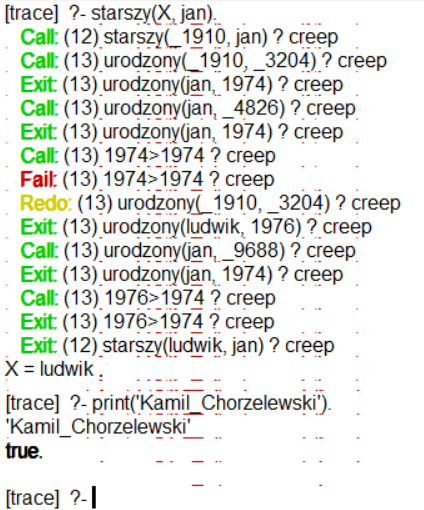 [trace]  ?- starszy(X, jan).
Call: (12) starszy(_1910, jan) ? creep
Call: (13) urodzony(_1910, _3204) ? creep
Exit: (13) urodzony(jan, 1974) ? creep
Call: (13) urodzony(jan, _4826) ? creep
Exit: (13) urodzony(jan, 1974) ? creep
Call: (13) 1974>1974 ? creep
Fail: (13) 1974>1974 ? creep
Redo: (13) urodzony(_1910, _3204) ? creep
Exit: (13) urodzony(ludwik, 1976) ? creep
Call: (13) urodzony(jan, _9688) ? creep
Exit: (13) urodzony(jan, 1974) ? creep
Call: (13) 1976>1974 ? creep
Exit: (13) 1976>1974 ? creep
Exit: (12) starszy(ludwik, jan) ? creep
X = ludwik .
[trace]  ?- print('Kamil_Chorzelewski').
'Kamil_Chorzelewski'
true.
[trace]  ?-